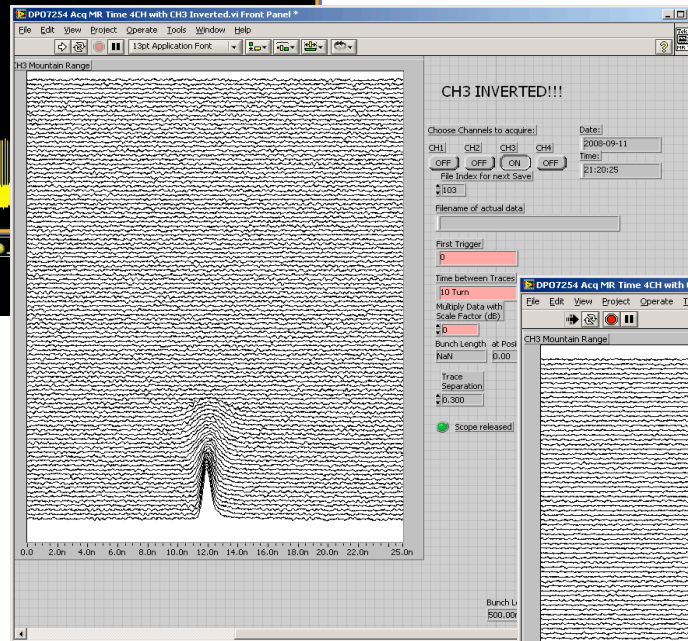 DPO7254 Acq MR Time 4CH with CH3 Inverted.vi Front Panel *
File Edit View Project Operate Tools Window Help
13pt Application Font
Tek
MR
H3 Mountain Range
CH3 INVERTED!!!
Choose Channels to acquire:
Date:
CH1 CH2 CH3 CH4
2008-09-11
OFF OFF ON OFF
Time:
21:20:25
File Index for next Save
103
Filename of actual data
First Trigger
0
Time between Traces
10 Turn
Multiply Data with
Scale Factor (dB)
0
Bunch Length at Posi
NaN 0.00
Trace
Separation
0.300
Scope released
0.0 2.0n 4.0n 6.0n 8.0n 10.0n 12.0n 14.0n 16.0n 18.0n 20.0n 22.0n 25.0n
Bunch Le
500.00
DPO7254 Acq MR Time 4CH with
File Edit View Project Operate
CH3 Mountain Range